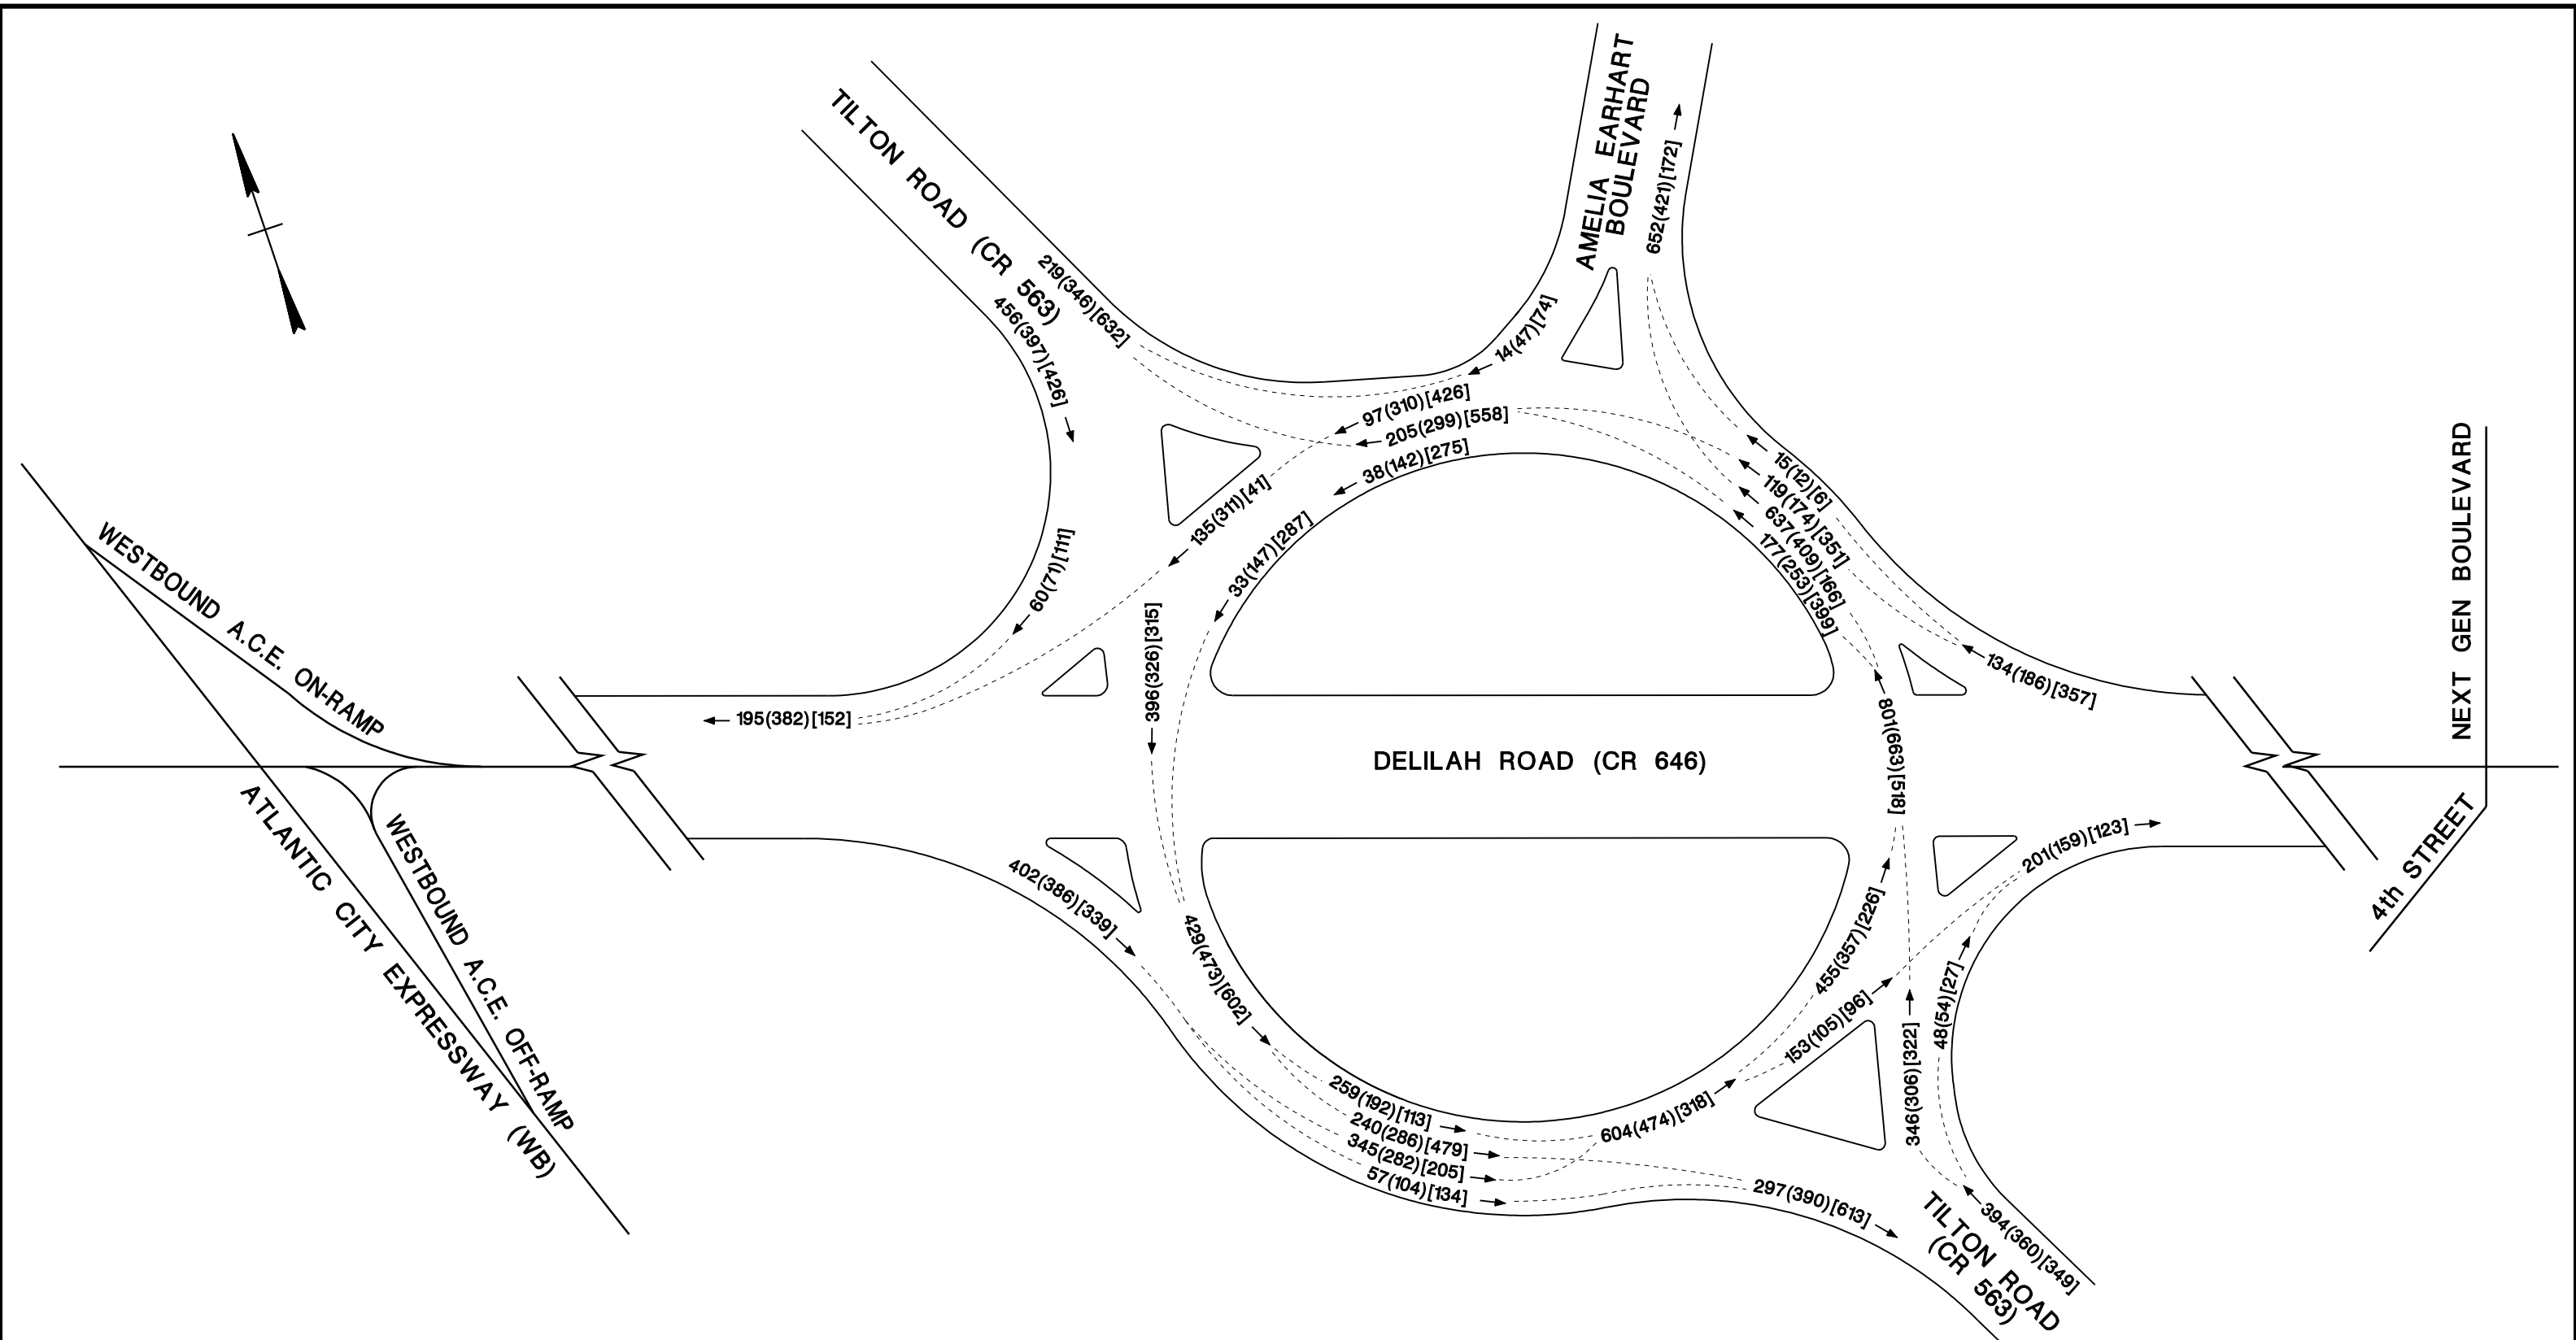 TILTON ROAD (CR 563)
AMELIA EARHART
BOULEVARD
652(421)[172]
219(346)[632]
456(397)[426]
14(47)[74]
97(310)[426]
205(299)[558]
38(142)[275]
15(12)[6]
119(174)[351]
637(409)[166]
177(253)[399]
135(311)[41]
33(147)[287]
60(71)[111]
396(326)[315]
195(382)[152]
134(186)[357]
801(663)[518]
NEXT GEN BOULEVARD
4th STREET
WESTBOUND A.C.E. ON-RAMP
ATLANTIC CITY EXPRESSWAY (WB)
WESTBOUND A.C.E. OFF-RAMP
DELILAH ROAD (CR 646)
201(159)[123]
402(386)[339]
429(473)[602]
455(357)[226]
153(105)[96]
48(54)[27]
346(306)[322]
259(192)[113]
240(286)[479]
345(282)[205]
57(104)[134]
604(474)[318]
297(390)[613]
394(360)[349]
TILTON ROAD
(CR 563)